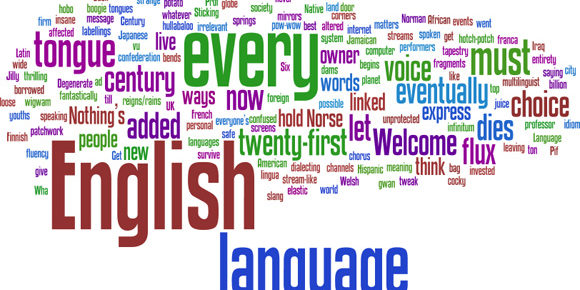 hobo boogie tongues society Native land door
potato Prof globe mirrors corners
firm insane message Century Sticking springs pow-wow best altered matters Norman African events went
affected labellings Japanese whatever hullabaloo irrelevant internet streams spoken get hotch-potch franca
Latin wide tongue vu live every system Jamaican computer performers tapestry Iraq entirety
confederation bends Six owner dams begins voice fragments must saying city
Jilly thrilling Degenerate ad century words planet like multilinguist billion
borrowed fantastically till ways now foreign linked eventually top choice
loose wigwam , reigns/rains UK possible juice
youths speaking Nothing's added french everyone's confused hold Norse let unprotected express dies professor idiom
finnish patchwork people personal safe screens twenty-first Welcome infinitum flux Language
fluency Get new languages survive American dialecting chorus channels Hispanic meaning think bag leaving ton Pif
give English lingua stream-like Welsh gwan tweak cocky invested
Wha slang elastic world
language